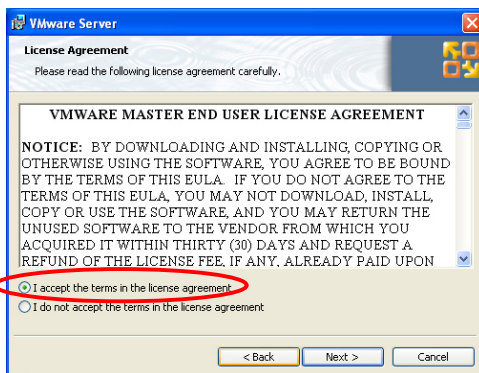 VMware Server
License Agreement
Please read the following license agreement carefully.
VMWARE MASTER END USER LICENSE AGREEMENT
NOTICE: BY DOWNLOADING AND INSTALLING, COPYING OR
OTHERWISE USING THE SOFTWARE, YOU AGREE TO BE BOUND
BY THE TERMS OF THIS EULA. IF YOU DO NOT AGREE TO THE
TERMS OF THIS EULA, YOU MAY NOT DOWNLOAD, INSTALL,
COPY OR USE THE SOFTWARE, AND YOU MAY RETURN THE
UNUSED SOFTWARE TO THE VENDOR FROM WHICH YOU
ACQUIRED IT WITHIN THIRTY (30) DAYS AND REQUEST A
REFUND OF THE LICENSE FEE, IF ANY, ALREADY PAID UPON
I accept the terms in the license agreement
I do not accept the terms in the license agreement
< Back Next > Cancel